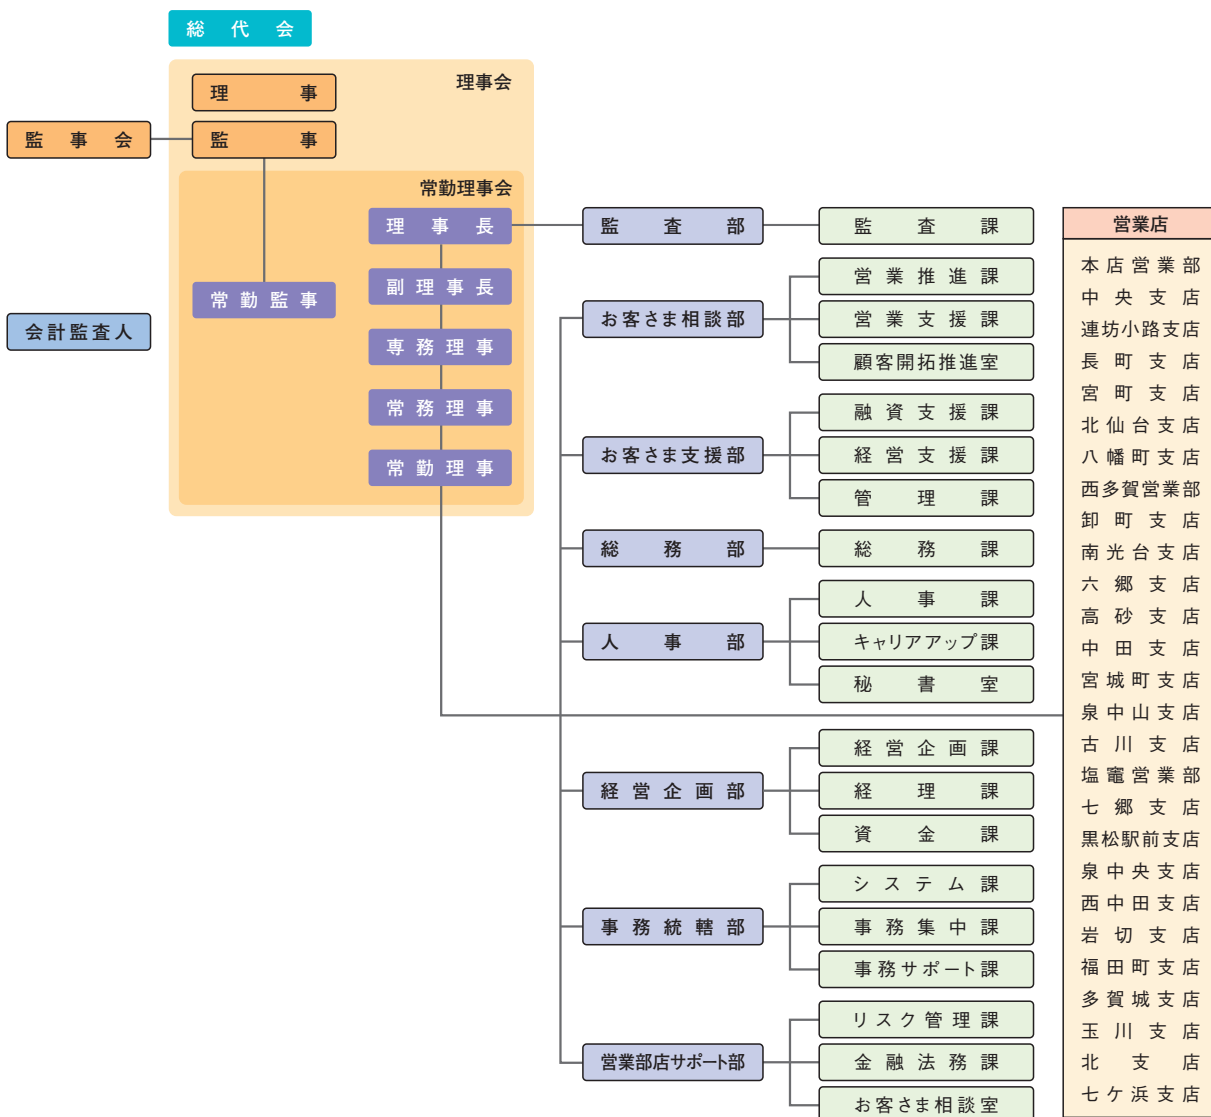 総代会
理事会
理事
監事会
監事
常勤理事会
理事長
副理事長
常勤監事
会計監査人
専務理事
常務理事
常勤理事
監査部
監査課
お客さま相談部
営業推進課
営業支援課
顧客開拓推進室
お客さま支援部
融資支援課
経営支援課
管理課
総務部
総務課
人事部
人事課
キャリアアップ課
秘書室
経営企画部
経営企画課
経理課
資金課
事務統轄部
システム課
事務集中課
事務サポート課
営業部店サポート部
リスク管理課
金融法務課
お客さま相談室
営業店
本店営業部
中央支店
連坊小路支店
長町支店
宮町支店
北仙台支店
八幡町支店
西多賀営業部
卸町支店
南光台支店
六郷支店
高砂支店
中田支店
宮城町支店
泉中山支店
古川支店
塩竈営業部
七郷支店
黒松駅前支店
泉中央支店
西中田支店
岩切支店
福田町支店
多賀城支店
玉川支店
北支店
七ケ浜支店